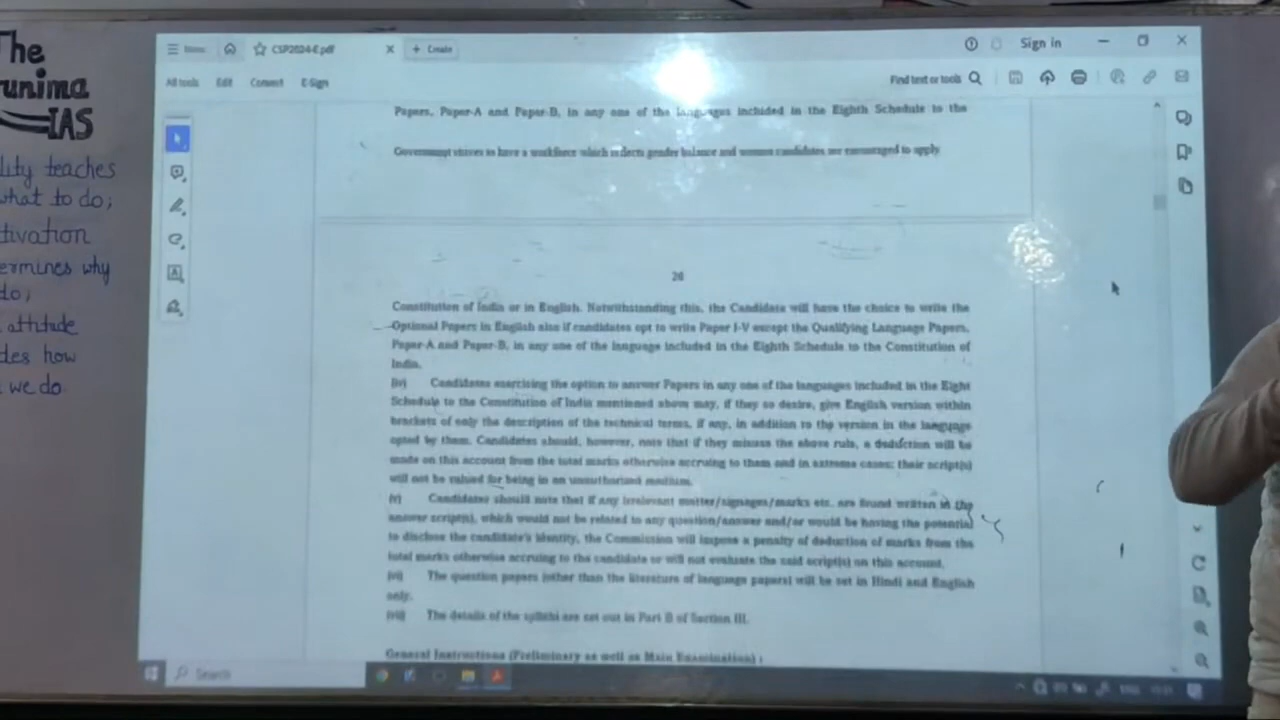 The
unima
IAS
lity teaches
what to do;
tivation
ermines why
do;
attitude
des how
we do
Menu
CSP2024-E.pdf
+ Create
Sign in
All tools Edit Convert E-Sign
Find text or tools
Papers, Paper-A and Paper-B, in any one of the languages included in the Eighth Schedule to the
Government strives to have a workforce which reflects gender balance and women candidates are encouraged to apply
20
Constitution of India or in English. Notwithstanding this, the Candidate will have the choice to write the
Optional Papers in English also if candidates opt to write Paper I-V except the Qualifying Language Papers,
Paper-A and Paper-B, in any one of the language included in the Eighth Schedule to the Constitution of
India.
(iv) Candidates exercising the option to answer Papers in any one of the languages included in the Eight
Schedule to the Constitution of India mentioned above may, if they so desire, give English version within
brackets of only the description of the technical terms, if any, in addition to the version in the language
opted by them. Candidates should, however, note that if they misuse the above rule, a deduction will be
made on this account from the total marks otherwise accruing to them and in extreme cases; their script(s)
will not be valued for being in an unauthorized medium.
(v) Candidates should note that if any irrelevant matter/signages/marks etc. are found written in the
answer script(s), which would not be related to any question/answer and/or would be having the potential
to disclose the candidate's identity, the Commission will impose a penalty of deduction of marks from the
total marks otherwise accruing to the candidate or will not evaluate the said script(s) on this account.
(vi) The question papers (other than the literature of language papers) will be set in Hindi and English
only.
(vii) The details of the syllabi are set out in Part B of Section III.
General Instructions (Preliminary as well as Main Examination) :
Search